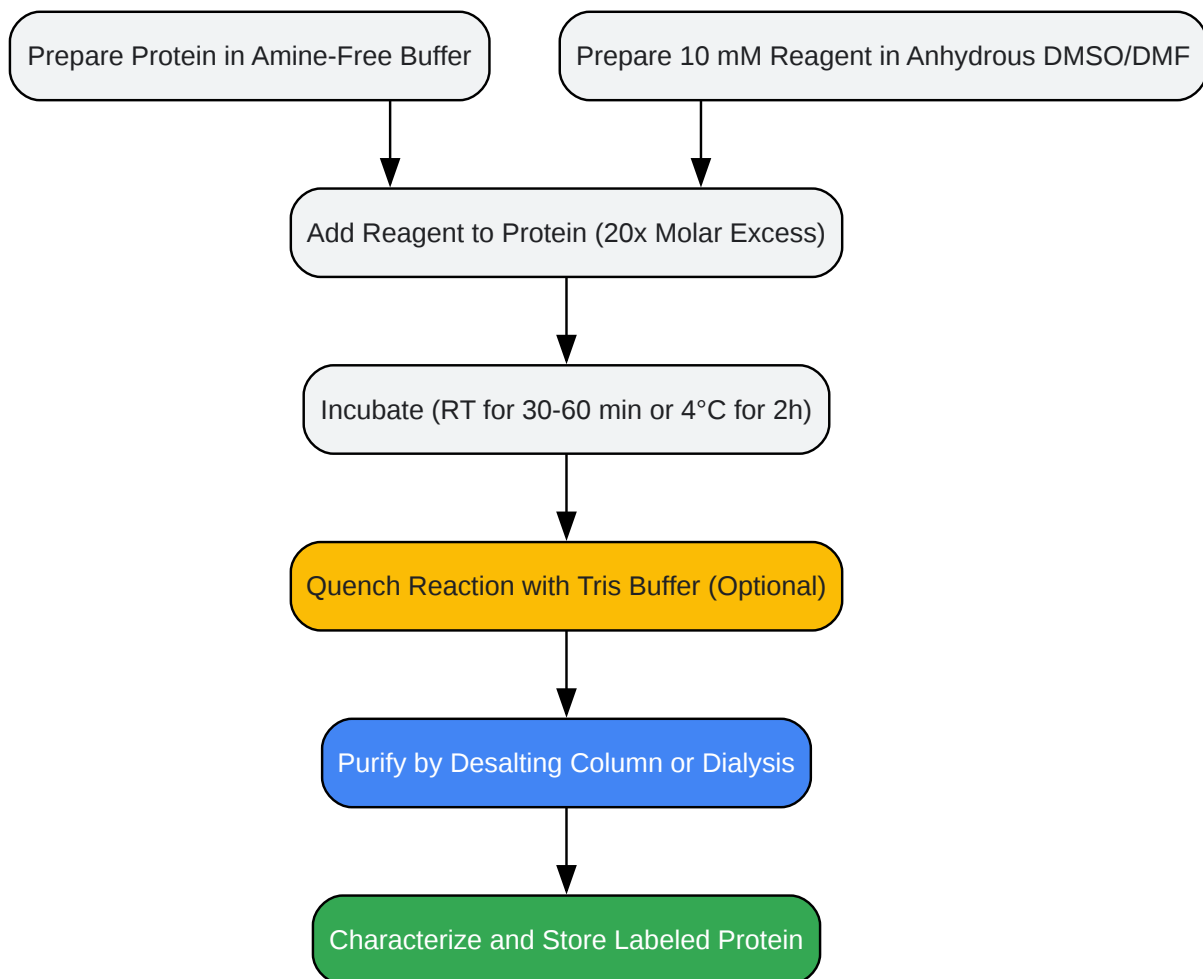 Prepare Protein in Amine-Free Buffer
Prepare 10 mM Reagent in Anhydrous DMSO/DMF
Add Reagent to Protein (20x Molar Excess)
Incubate (RT for 30-60 min or 4°C for 2h)
Quench Reaction with Tris Buffer (Optional)
Purify by Desalting Column or Dialysis
Characterize and Store Labeled Protein